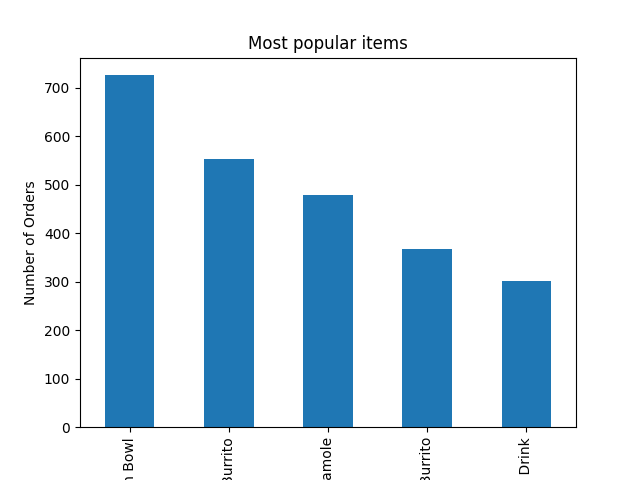 Most popular items
Number of Orders
700
600
500
400
300
200
100
0
n Bowl
Burrito
amole
Burrito
Drink